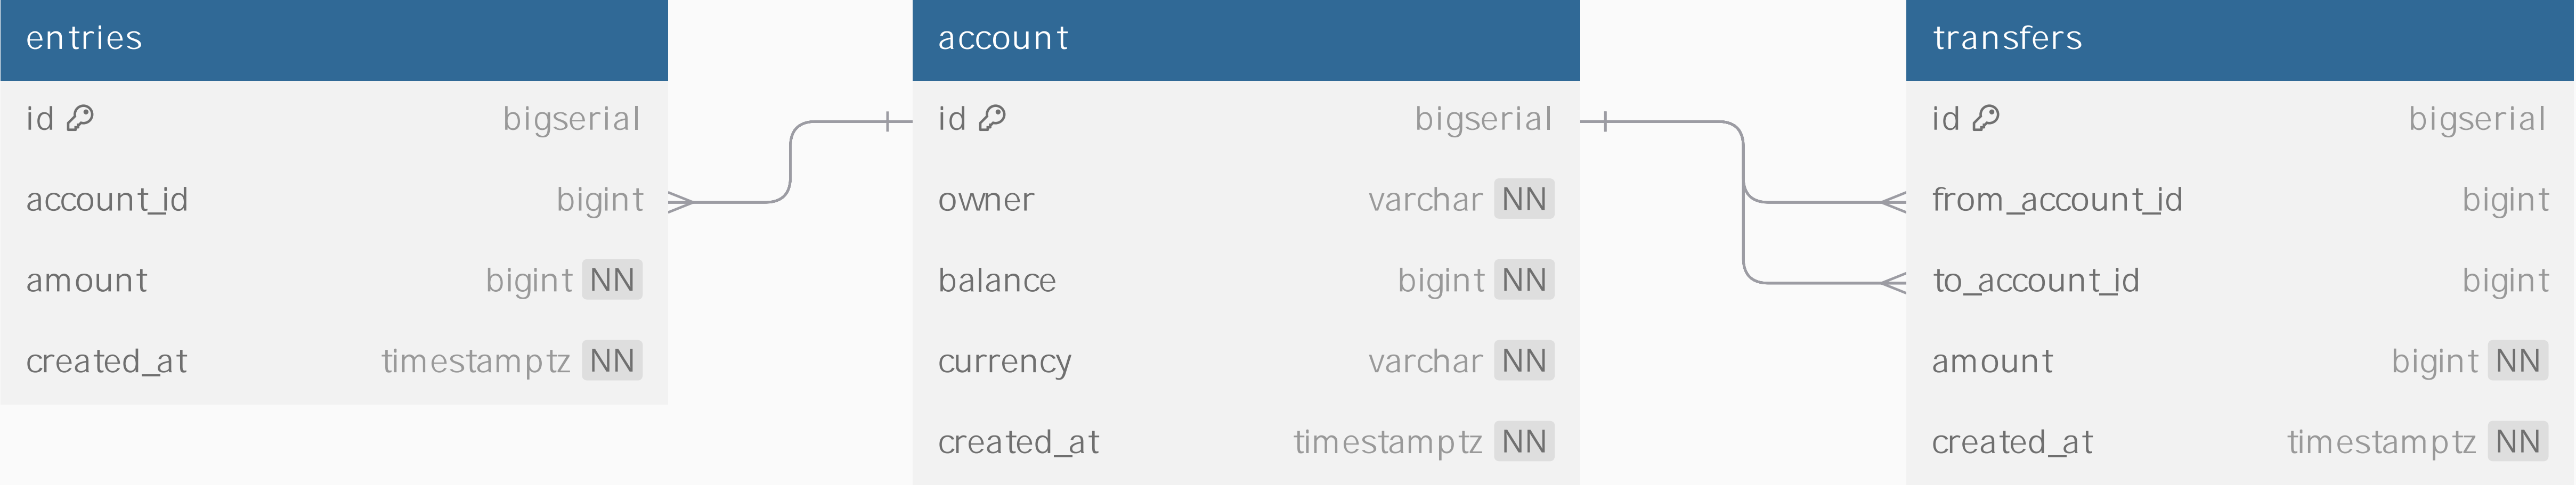 entries
id bigserial
account_id bigint
amount bigint NN
created_at timestamptz NN
account
id bigserial
owner varchar NN
balance bigint NN
currency varchar NN
created_at timestamptz NN
transfers
id bigserial
from_account_id bigint
to_account_id bigint
amount bigint NN
created_at timestamptz NN